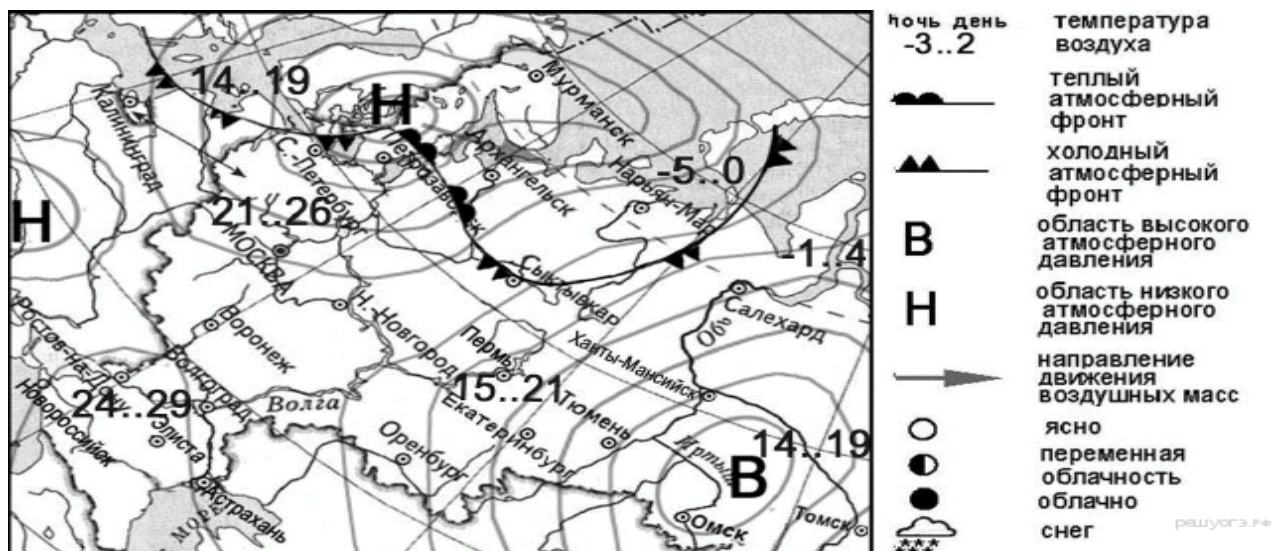 14..19
Н
Мурманск
Калининград
С.-Петербург
Петрозаводск
Архангельск
-5..0
Нарьян-Мар
Н
21..26
МОСКВА
-1..4
Сыктывкар
Салехард
Обь
Ростов-на-Дону
Воронеж
Н.-Новгород
Пермь
Ханты-Мансийск
Волгоград
Новороссийск
24..29
Волга
15..21
Тюмень
Элиста
Оренбург
Екатеринбург
Иртыш
14..19
В
Астрахань
Омск
Томск
ночь день
-3..2
температура
воздуха
теплый
атмосферный
фронт
холодный
атмосферный
фронт
В
область высокого
атмосферного
давления
Н
область низкого
атмосферного
давления
направление
движения
воздушных масс
ясно
переменная
облачность
облачно
снег
решуогэ.рф